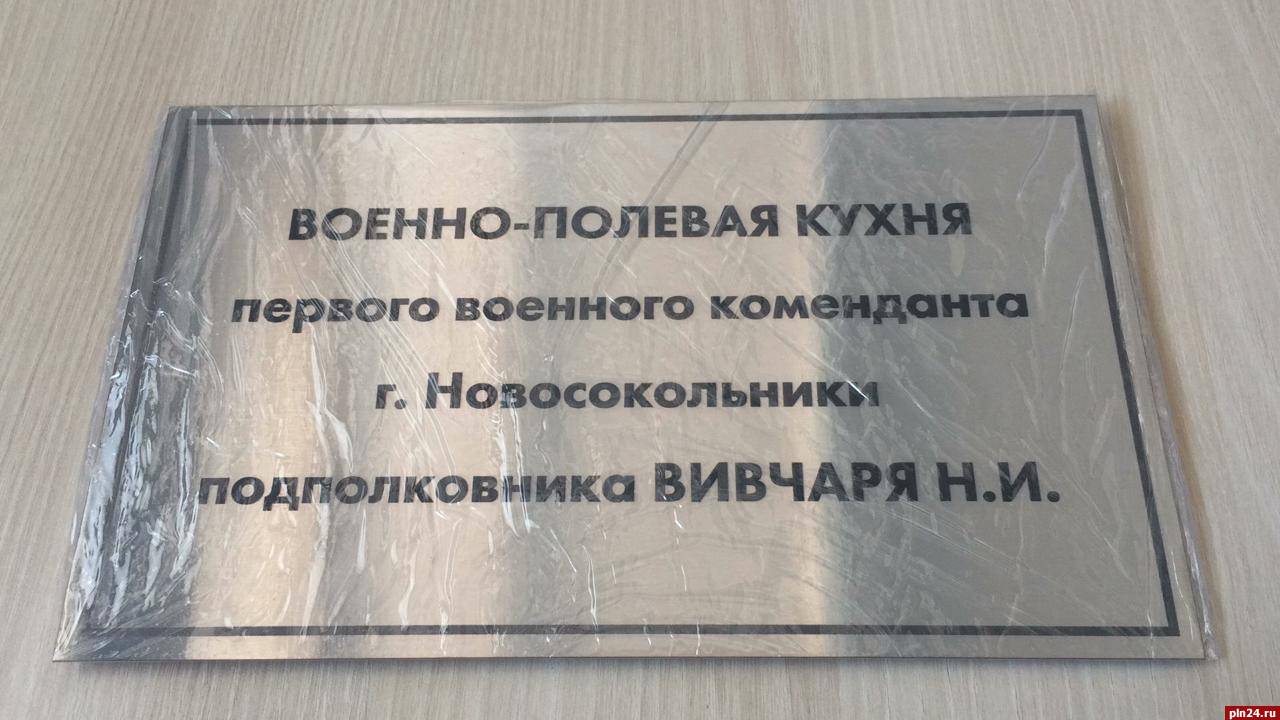 ВОЕННО-ПОЛЕВАЯ КУХНЯ
первого военного коменданта
г. Новосокольники
подполковника ВИВЧАРЯ Н.И.
pln24.ru